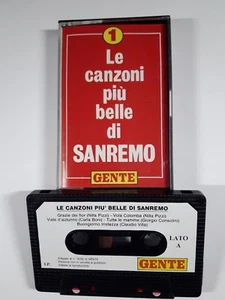 1
Le
canzoni
più
belle
di
SANREMO
GENTE
LE CANZONI PIU' BELLE DI SANREMO
Grazie dei fior (Nilla Pizzi) - Vola Colomba (Nilla Pizzi)
Viale d'autunno (Carla Boni) - Tutte le mamme (Giorgio Consolini)
Buongiorno tristezza (Claudio Villa)
LATO
A
GENTE